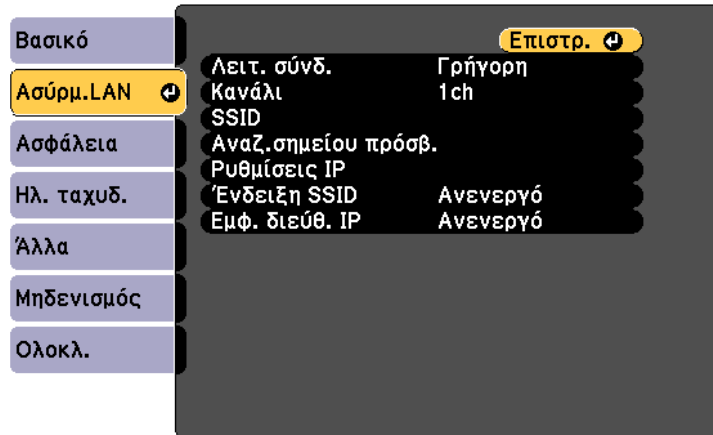 Βασικό
Ασύρμ.LAN
Ασφάλεια
Ηλ. ταχυδ.
Άλλα
Μηδενισμός
Ολοκλ.
Επιστρ.
Λειτ. σύνδ. Γρήγορη
Κανάλι 1ch
SSID
Αναζ.σημείου πρόσβ.
Ρυθμίσεις IP
Ένδειξη SSID Ανενεργό
Εμφ. διεύθ. IP Ανενεργό